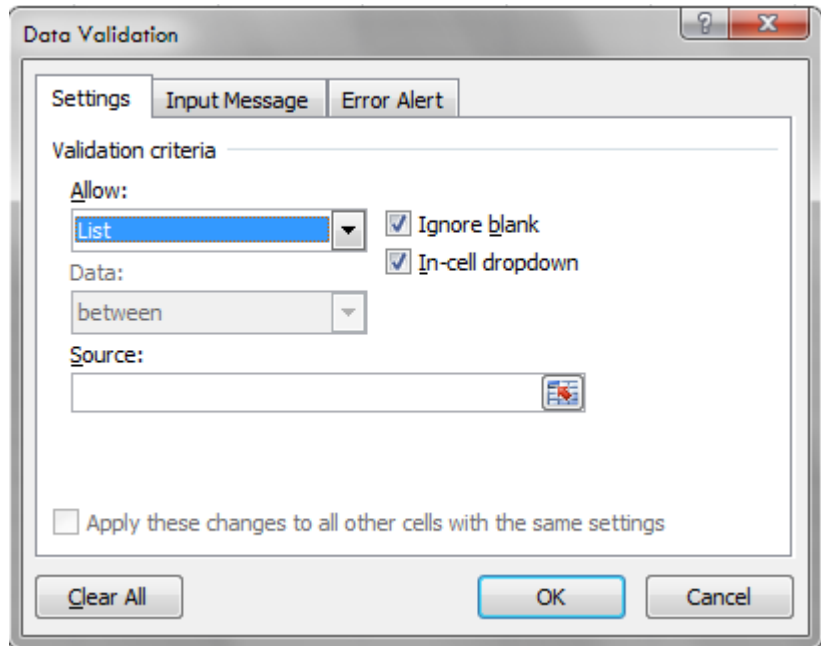 Data Validation
Settings Input Message Error Alert
Validation criteria
Allow:
List Ignore blank
In-cell dropdown
Data:
between
Source:
Apply these changes to all other cells with the same settings
Clear All OK Cancel